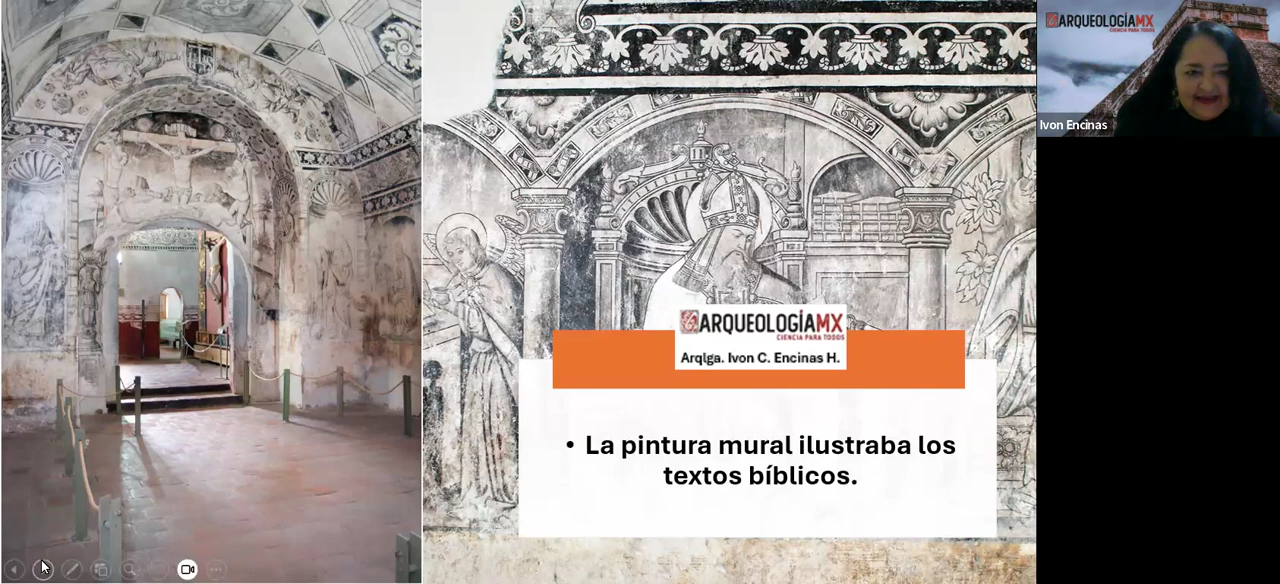 ARQUEOLOGÍAMX
CIENCIA PARA TODOS
Arqlga. Ivon C. Encinas H.
• La pintura mural ilustraba los
textos bíblicos.
ARQUEOLOGÍAMX
CIENCIA PARA TODOS
Ivon Encinas